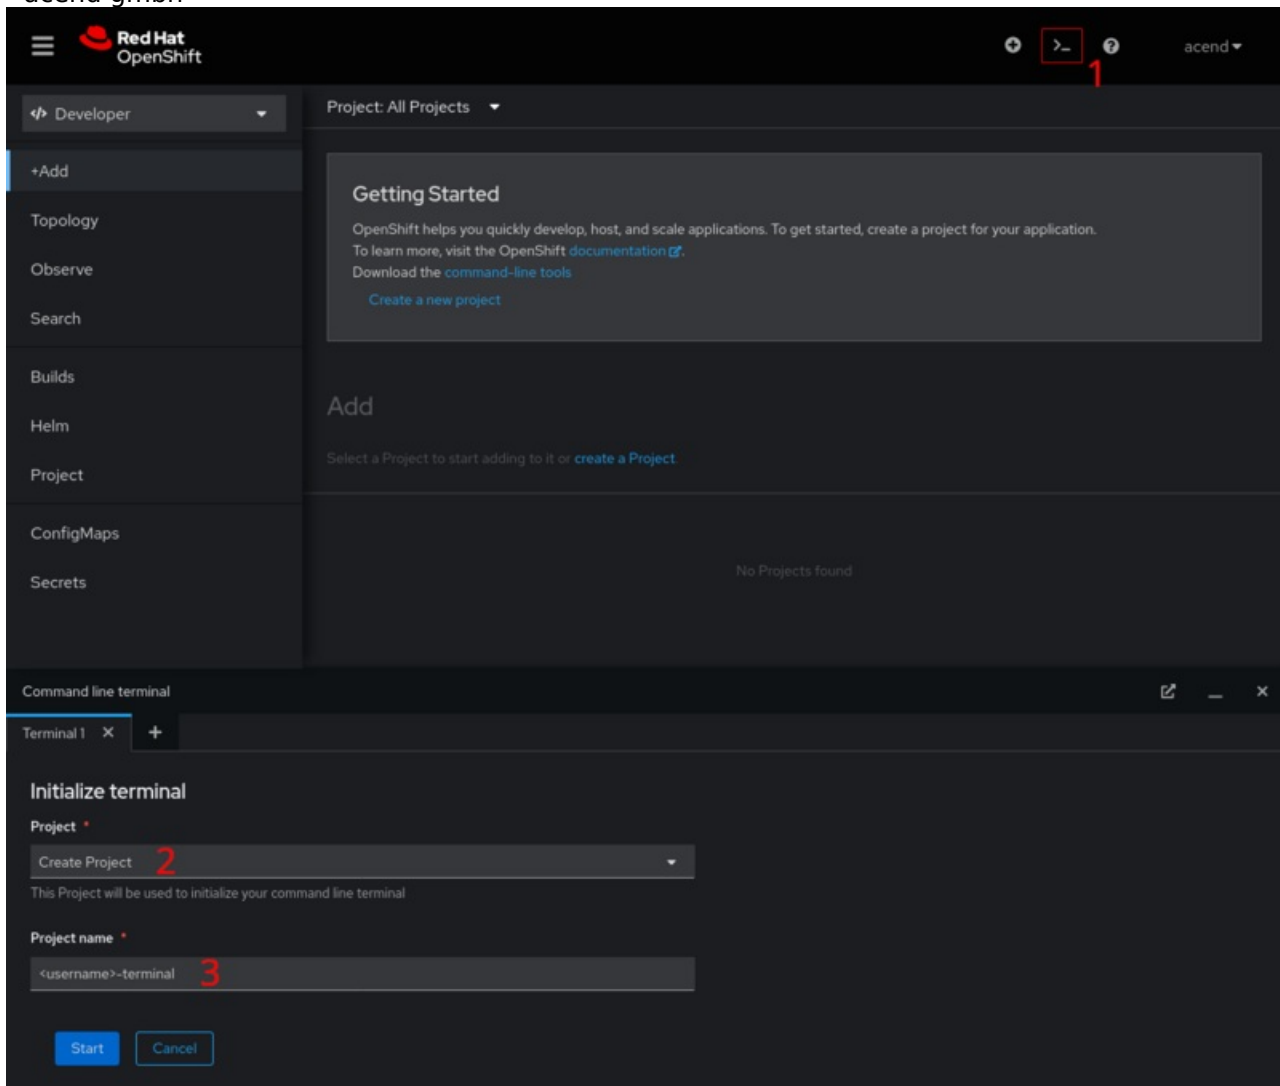 acend gmbh
Red Hat
OpenShift
>_
1
acend
Developer
Project: All Projects
+Add
Topology
Observe
Search
Builds
Helm
Project
ConfigMaps
Secrets
Getting Started
OpenShift helps you quickly develop, host, and scale applications. To get started, create a project for your application.
To learn more, visit the OpenShift documentation.
Download the command-line tools
Create a new project
Add
Select a Project to start adding to it or create a Project.
No Projects found
Command line terminal
Terminal 1
Initialize terminal
Project *
Create Project 2
This Project will be used to initialize your command line terminal
Project name *
<username>-terminal 3
Start Cancel